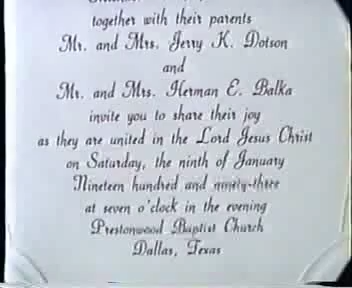 together with their parents
Mr. and Mrs. Jerry K. Dotson
and
Mr. and Mrs. Herman E. Balka
invite you to share their joy
as they are united in the Lord Jesus Christ
on Saturday, the ninth of January
Nineteen hundred and ninety-three
at seven o'clock in the evening
Prestonwood Baptist Church
Dallas, Texas